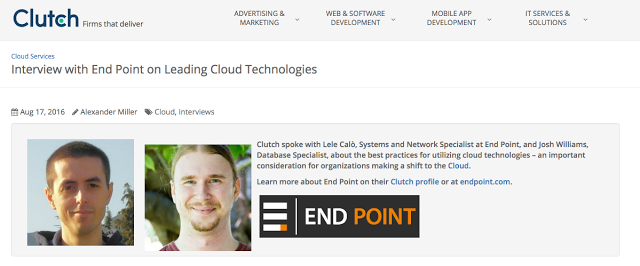 Clutch Firms that deliver
ADVERTISING & MARKETING
WEB & SOFTWARE DEVELOPMENT
MOBILE APP DEVELOPMENT
IT SERVICES & SOLUTIONS
Cloud Services
Interview with End Point on Leading Cloud Technologies
Aug 17, 2016 Alexander Miller Cloud, Interviews
Clutch spoke with Lele Calò, Systems and Network Specialist at End Point, and Josh Williams,
Database Specialist, about the best practices for utilizing cloud technologies – an important
consideration for organizations making a shift to the Cloud.
Learn more about End Point on their Clutch profile or at endpoint.com.
END POINT